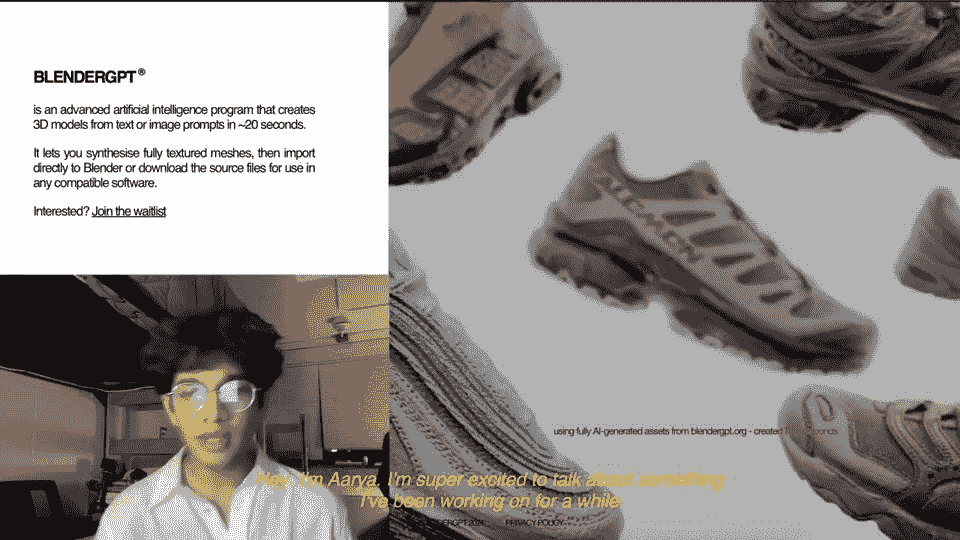 BLENDERGPT®
is an advanced artificial intelligence program that creates
3D models from text or image prompts in ~20 seconds.
It lets you synthesise fully textured meshes, then import
directly to Blender or download the source files for use in
any compatible software.
Interested? Join the waitlist
using fully AI-generated assets from blendergpt.org - created
Hey, I'm Aarya. I'm super excited to talk about something
I've been working on for a while
BLENDERGPT 2024 PRIVACY POLICY